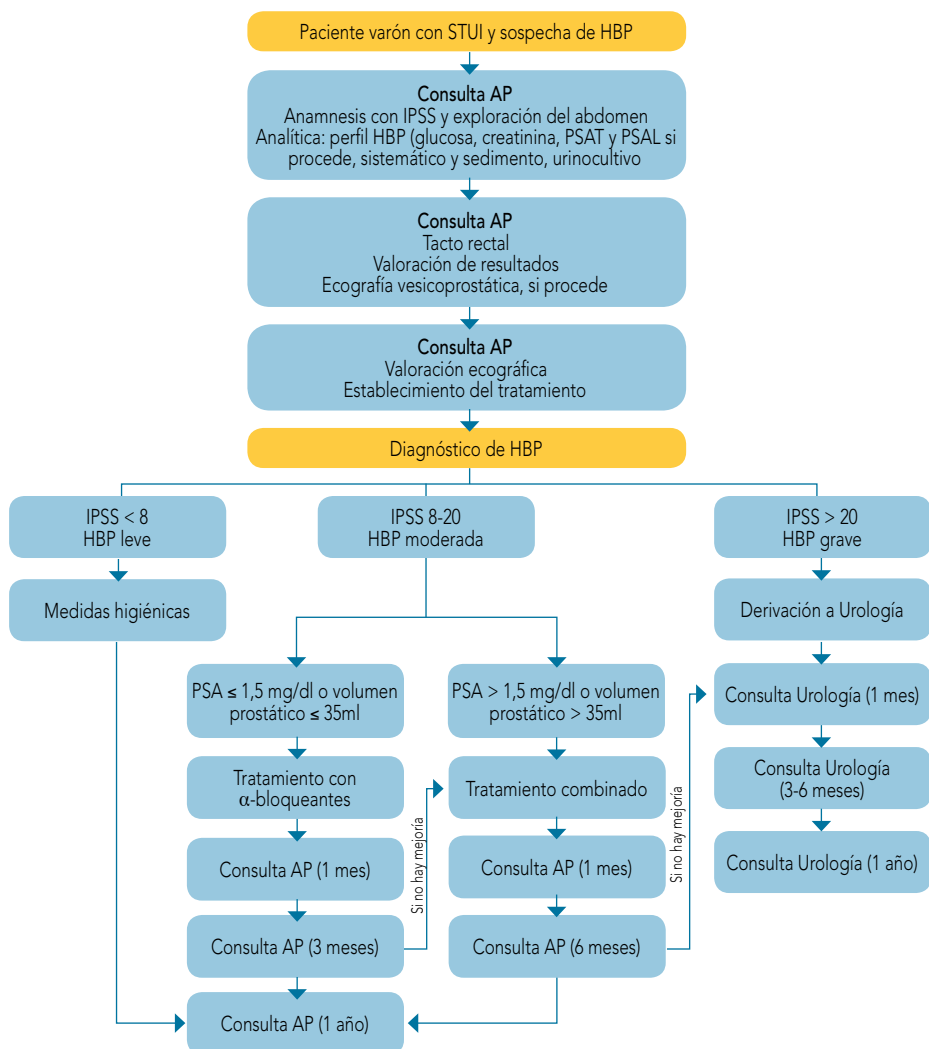 Paciente varón con STUI y sospecha de HBP
Consulta AP
Anamnesis con IPSS y exploración del abdomen
Analítica: perfil HBP (glucosa, creatinina, PSAT y PSAL si
procede, sistemático y sedimento, urinocultivo
Consulta AP
Tacto rectal
Valoración de resultados
Ecografía vesicoprostática, si procede
Consulta AP
Valoración ecográfica
Establecimiento del tratamiento
Diagnóstico de HBP
IPSS < 8
HBP leve
Medidas higiénicas
IPSS 8-20
HBP moderada
PSA ≤ 1,5 mg/dl o volumen
prostático ≤ 35ml
Tratamiento con
α-bloqueantes
Consulta AP (1 mes)
Consulta AP (3 meses)
Si no hay mejoría
PSA > 1,5 mg/dl o volumen
prostático > 35ml
Tratamiento combinado
Consulta AP (1 mes)
Consulta AP (6 meses)
Si no hay mejoría
Consulta AP (1 año)
IPSS > 20
HBP grave
Derivación a Urología
Consulta Urología (1 mes)
Consulta Urología
(3-6 meses)
Consulta Urología (1 año)